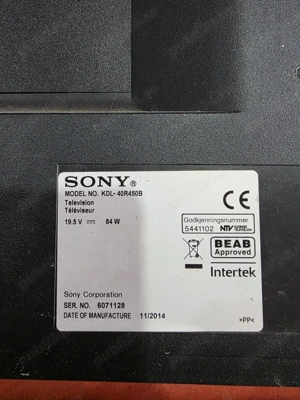 SONY®
MODEL NO. KDL-40R450B
Television
Téléviseur
19.5 V ⎓ 84 W
CE
Godkjenningsnummer
5441102 NTV
BEAB
Approved
Intertek
Sony Corporation
SER. NO. 6071128
DATE OF MANUFACTURE 11/2014
>PP<